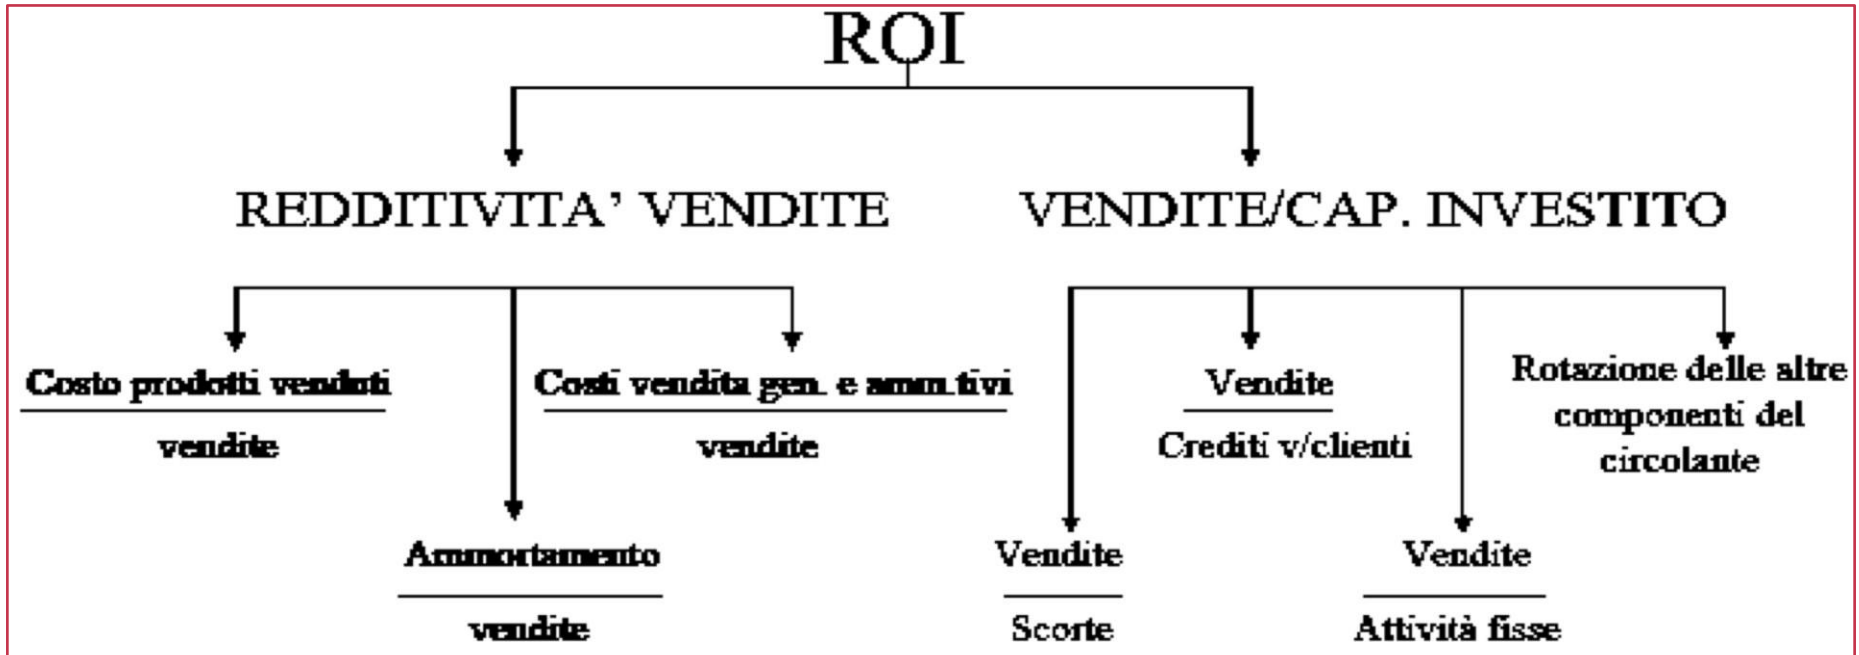 ROI
REDDITIVITA' VENDITE
VENDITE/CAP. INVESTITO
Costo prodotti venduti
vendite
Costi vendita gen. e amm.tivi
vendite
Vendite
Crediti v/clienti
Rotazione delle altre
componenti del
circolante
Ammortamento
vendite
Vendite
Scorte
Vendite
Attività fisse